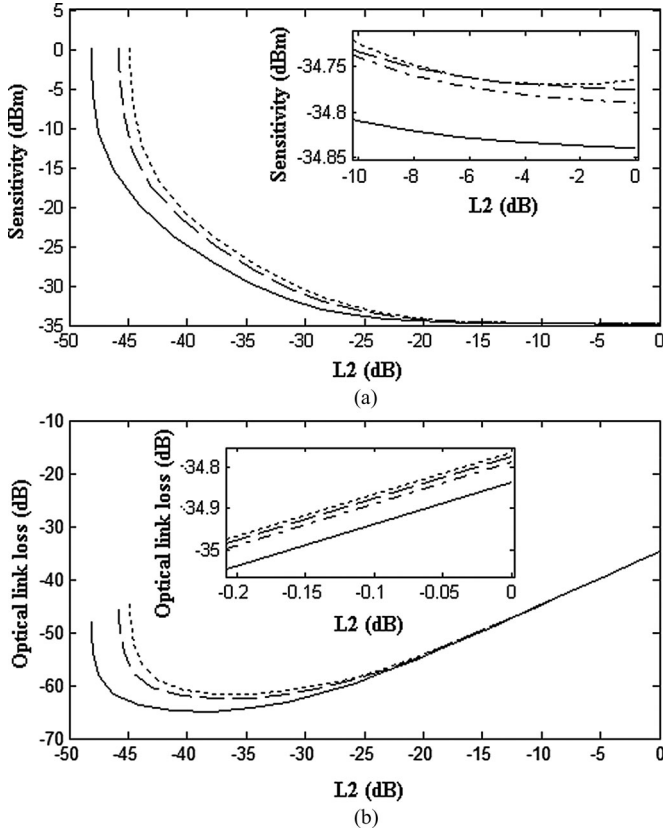 5
0
-5
-10
-15
-20
-25
-30
-35
Sensitivity (dBm)
-50 -45 -40 -35 -30 -25 -20 -15 -10 -5 0
L2 (dB)
-34.75
-34.8
-34.85
Sensitivity (dBm)
-10 -8 -6 -4 -2 0
L2 (dB)
(a)
-10
-20
-30
-40
-50
-60
-70
Optical link loss (dB)
-50 -45 -40 -35 -30 -25 -20 -15 -10 -5 0
L2 (dB)
-34.8
-34.9
-35
Optical link loss (dB)
-0.2 -0.15 -0.1 -0.05 0
L2 (dB)
(b)